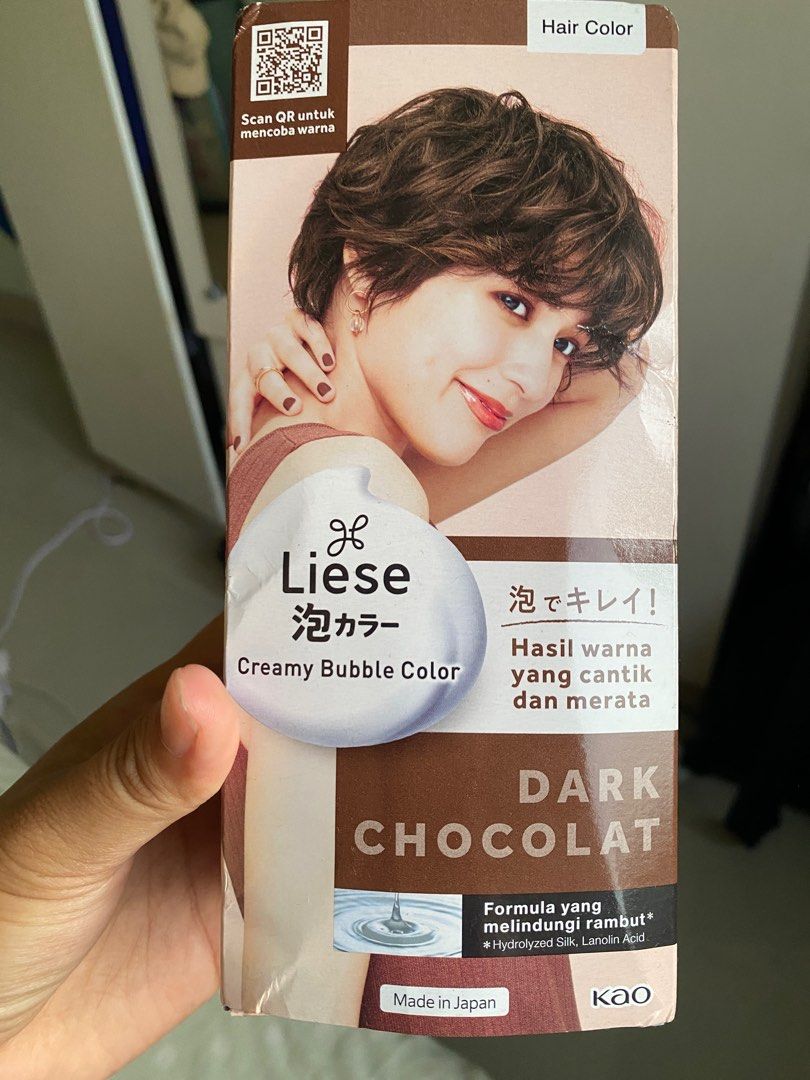 Hair Color
Scan QR untuk
mencoba warna
Liese
泡カラー
Creamy Bubble Color
泡でキレイ!
Hasil warna
yang cantik
dan merata
DARK
CHOCOLAT
Formula yang
melindungi rambut*
*Hydrolyzed Silk, Lanolin Acid
Made in Japan
Kao